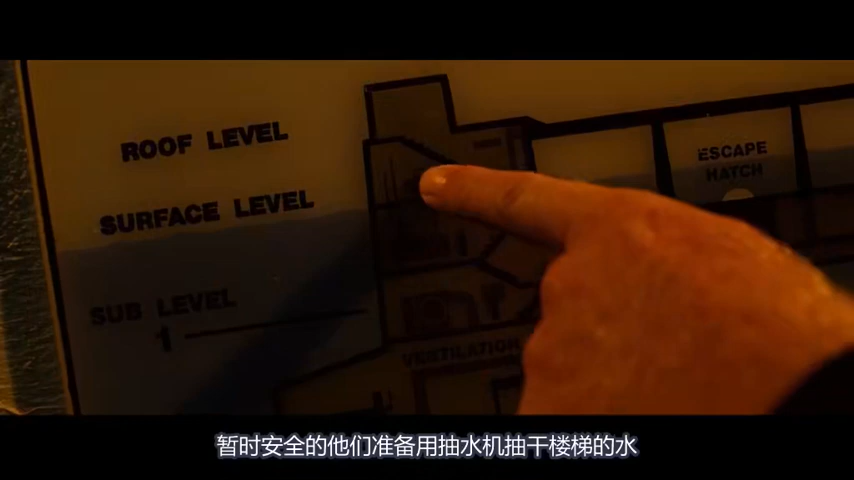 ROOF LEVEL
SURFACE LEVEL
ESCAPE
HATCH
SUB LEVEL
1
VENTILATION
暂时安全的他们准备用抽水机抽干楼梯的水